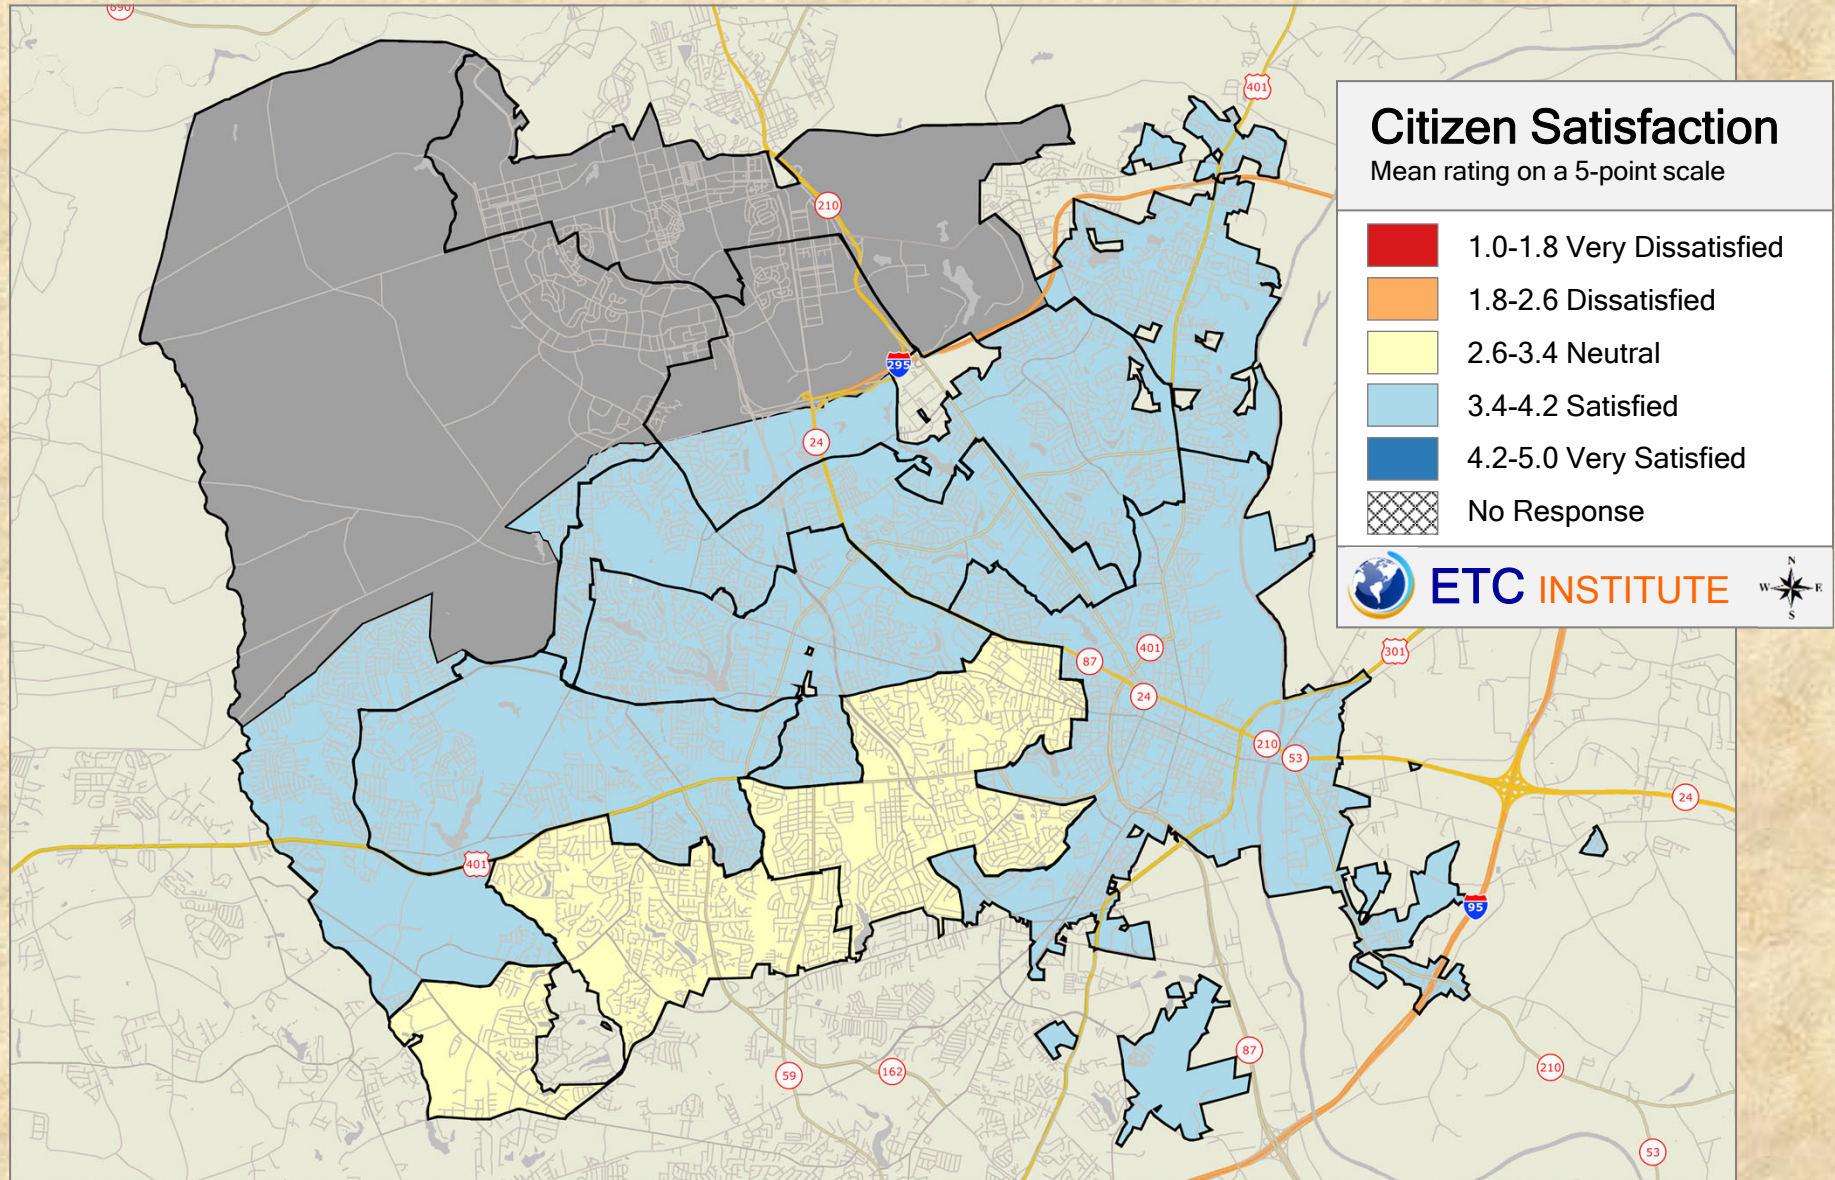 690
401
Citizen Satisfaction
Mean rating on a 5-point scale
1.0-1.8 Very Dissatisfied
1.8-2.6 Dissatisfied
2.6-3.4 Neutral
3.4-4.2 Satisfied
4.2-5.0 Very Satisfied
No Response
ETC INSTITUTE
N
W E
S
210
295
24
87
401
24
301
210
53
24
401
95
59
162
87
210
53